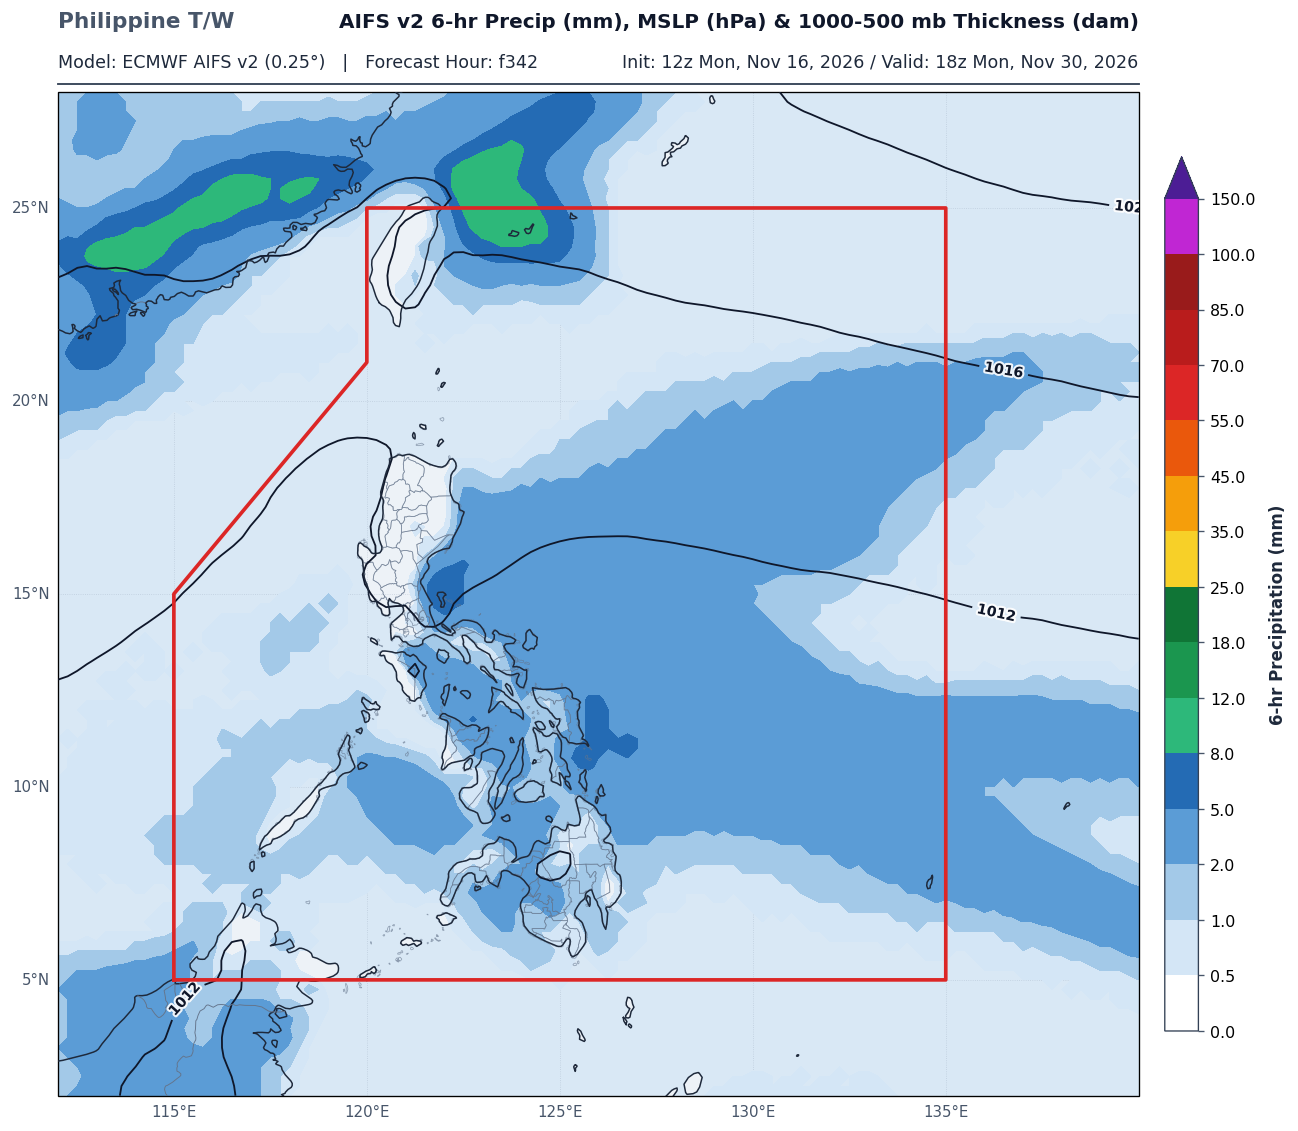 Philippine T/W
AIFS v2 6-hr Precip (mm), MSLP (hPa) & 1000-500 mb Thickness (dam)
Model: ECMWF AIFS v2 (0.25°) | Forecast Hour: f342
Init: 12z Mon, Nov 16, 2026 / Valid: 18z Mon, Nov 30, 2026
25°N
20°N
15°N
10°N
5°N
115°E
120°E
125°E
130°E
135°E
102
1016
1012
1012
150.0
100.0
85.0
70.0
55.0
45.0
35.0
25.0
18.0
12.0
8.0
5.0
2.0
1.0
0.5
0.0
6-hr Precipitation (mm)